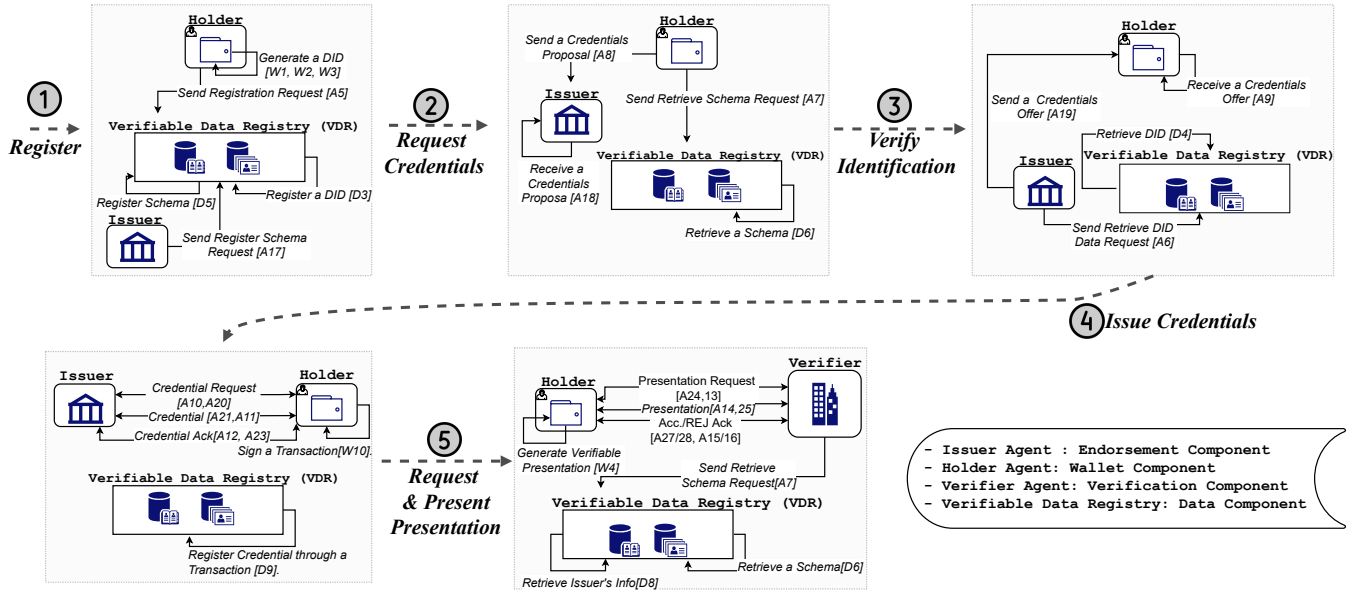 1
Register
Holder
Generate a DID
[W1, W2, W3]
Send Registration Request [A5]
Verifiable Data Registry (VDR)
Register Schema [D5]
Register a DID [D3]
Issuer
Send Register Schema
Request [A17]
2
Request
Credentials
Holder
Send a Credentials
Proposal [A8]
Issuer
Send Retrieve Schema Request [A7]
Receive a
Credentials
Proposa [A18]
Verifiable Data Registry (VDR)
Retrieve a Schema [D6]
3
Verify
Identification
Holder
Receive a Credentials
Offer [A9]
Send a Credentials
Offer [A19]
Retrieve DID [D4]
Verifiable Data Registry (VDR)
Issuer
Send Retrieve DID
Data Request [A6]
4
Issue Credentials
Issuer
Holder
Credential Request
[A10,A20]
Credential [A21,A11]
Credential Ack[A12, A23]
Sign a Transaction[W10].
Verifiable Data Registry (VDR)
Register Credential through a
Transaction [D9].
5
Request
& Present
Presentation
Verifier
Holder
Presentation Request
[A24,13]
Presentation[A14,25]
Acc./REJ Ack
[A27/28, A15/16]
Generate Verifiable
Presentation [W4]
Send Retrieve
Schema Request[A7]
Verifiable Data Registry (VDR)
Retrieve Issuer's Info[D8]
Retrieve a Schema[D6]
- Issuer Agent : Endorsement Component
- Holder Agent: Wallet Component
- Verifier Agent: Verification Component
- Verifiable Data Registry: Data Component